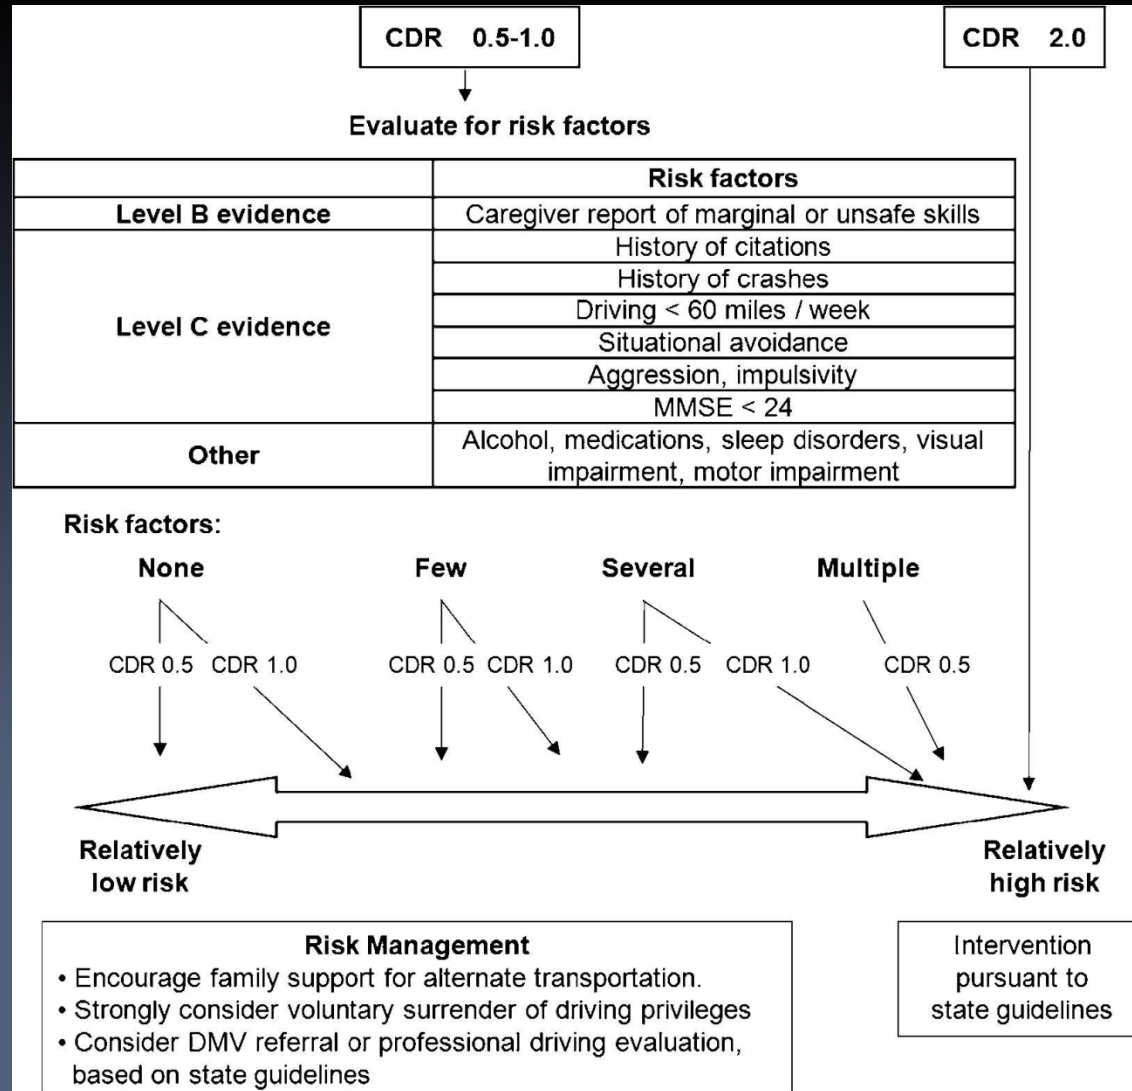 CDR 0.5-1.0
CDR 2.0
Evaluate for risk factors
Risk factors
Level B evidence
Caregiver report of marginal or unsafe skills
Level C evidence
History of citations
History of crashes
Driving < 60 miles / week
Situational avoidance
Aggression, impulsivity
MMSE < 24
Other
Alcohol, medications, sleep disorders, visual
impairment, motor impairment
Risk factors:
None
Few
Several
Multiple
CDR 0.5
CDR 1.0
CDR 0.5
CDR 1.0
CDR 0.5
CDR 1.0
CDR 0.5
Relatively
low risk
Relatively
high risk
Risk Management
• Encourage family support for alternate transportation.
• Strongly consider voluntary surrender of driving privileges
• Consider DMV referral or professional driving evaluation,
based on state guidelines
Intervention
pursuant to
state guidelines